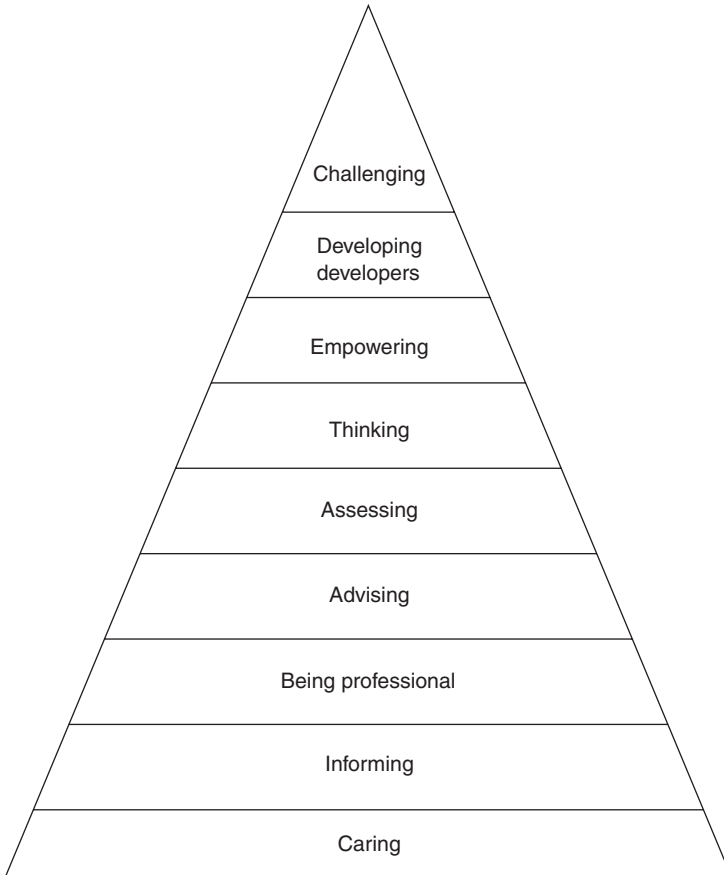 Challenging
Developing
developers
Empowering
Thinking
Assessing
Advising
Being professional
Informing
Caring